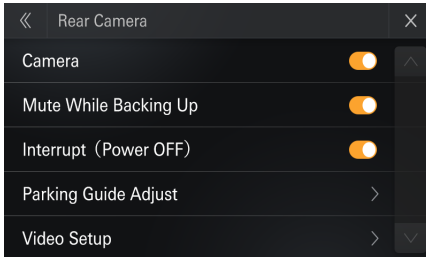 Rear Camera
Camera
Mute While Backing Up
Interrupt（Power OFF）
Parking Guide Adjust
Video Setup